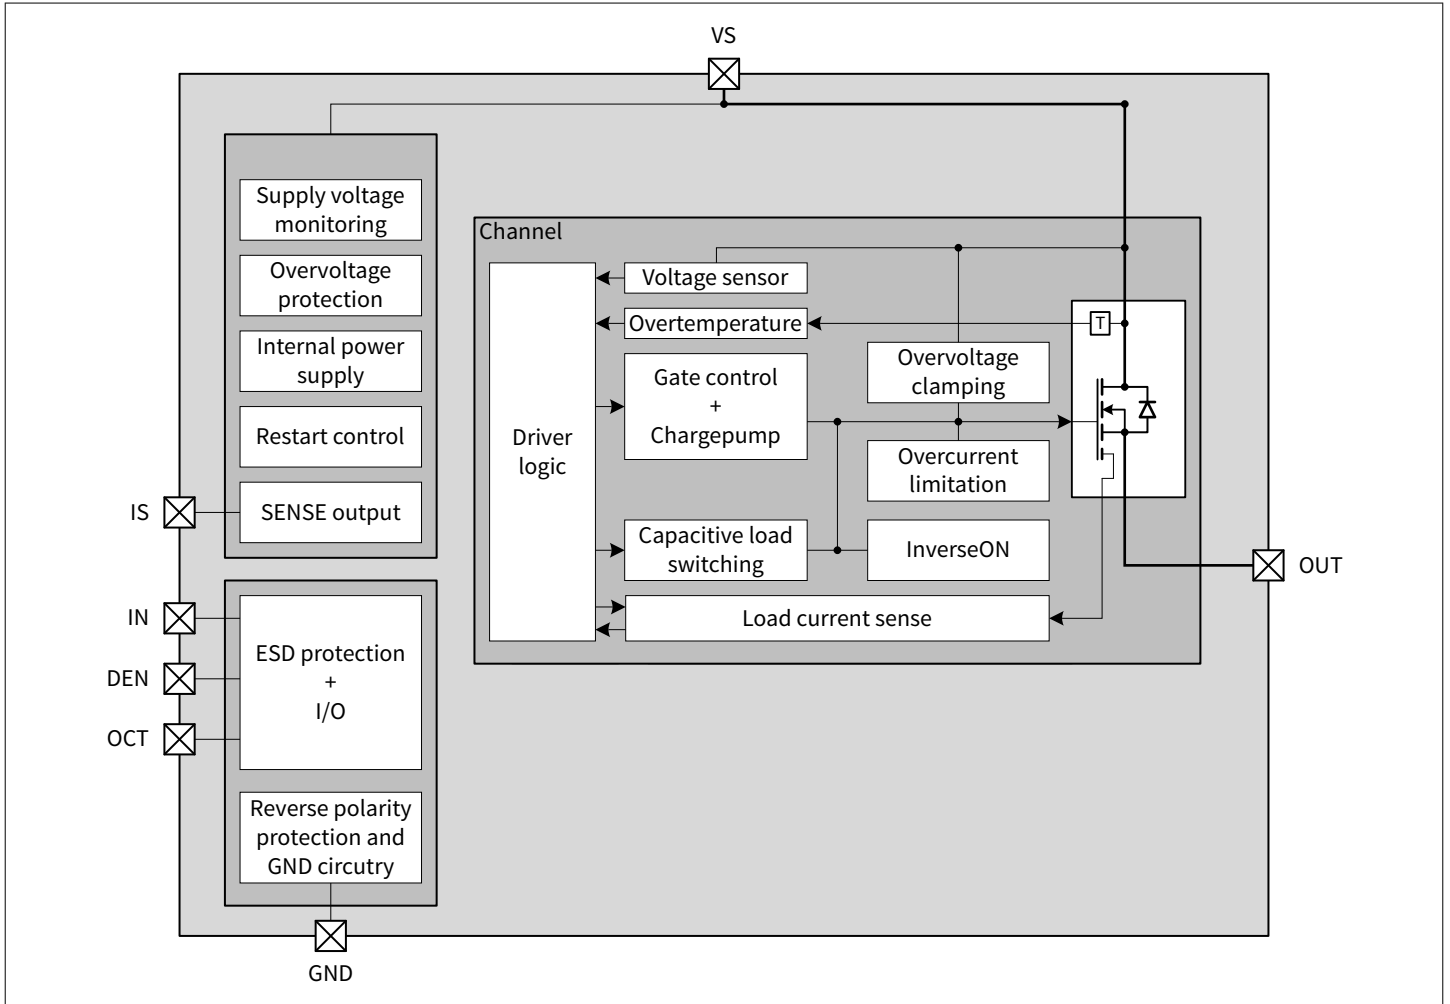 VS
Supply voltage
monitoring
Overvoltage
protection
Internal power
supply
Restart control
SENSE output
IS
IN
DEN
OCT
ESD protection
+
I/O
Reverse polarity
protection and
GND circutry
GND
Channel
Driver
logic
Voltage sensor
Overtemperature
Gate control
+
Chargepump
Capacitive load
switching
Load current sense
Overvoltage
clamping
Overcurrent
limitation
InverseON
T
OUT